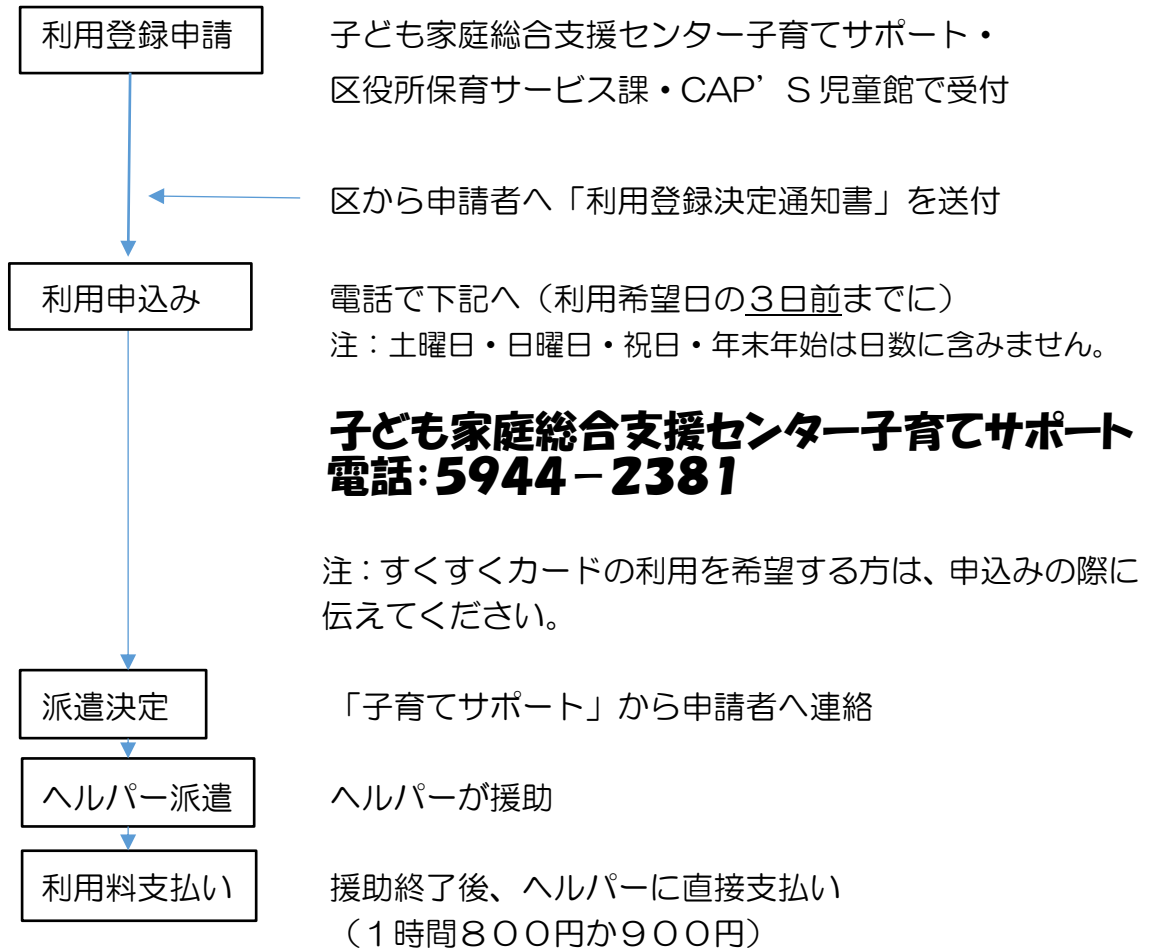 利用登録申請
子ども家庭総合支援センター子育てサポート・
区役所保育サービス課・CAP’S児童館で受付
区から申請者へ「利用登録決定通知書」を送付
利用申込み
電話で下記へ（利用希望日の３日前までに）
注：土曜日・日曜日・祝日・年末年始は日数に含みません。
子ども家庭総合支援センター子育てサポート
電話：5944－2381
注：すくすくカードの利用を希望する方は、申込みの際に
伝えてください。
派遣決定
「子育てサポート」から申請者へ連絡
ヘルパー派遣
ヘルパーが援助
利用料支払い
援助終了後、ヘルパーに直接支払い
（１時間８００円か９００円）